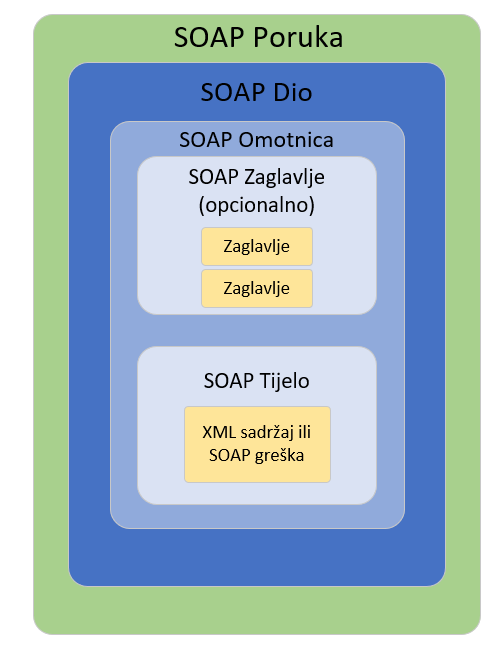 SOAP Poruka
SOAP Dio
SOAP Omotnica
SOAP Zaglavlje
(opcionalno)
Zaglavlje
Zaglavlje
SOAP Tijelo
XML sadržaj ili
SOAP greška